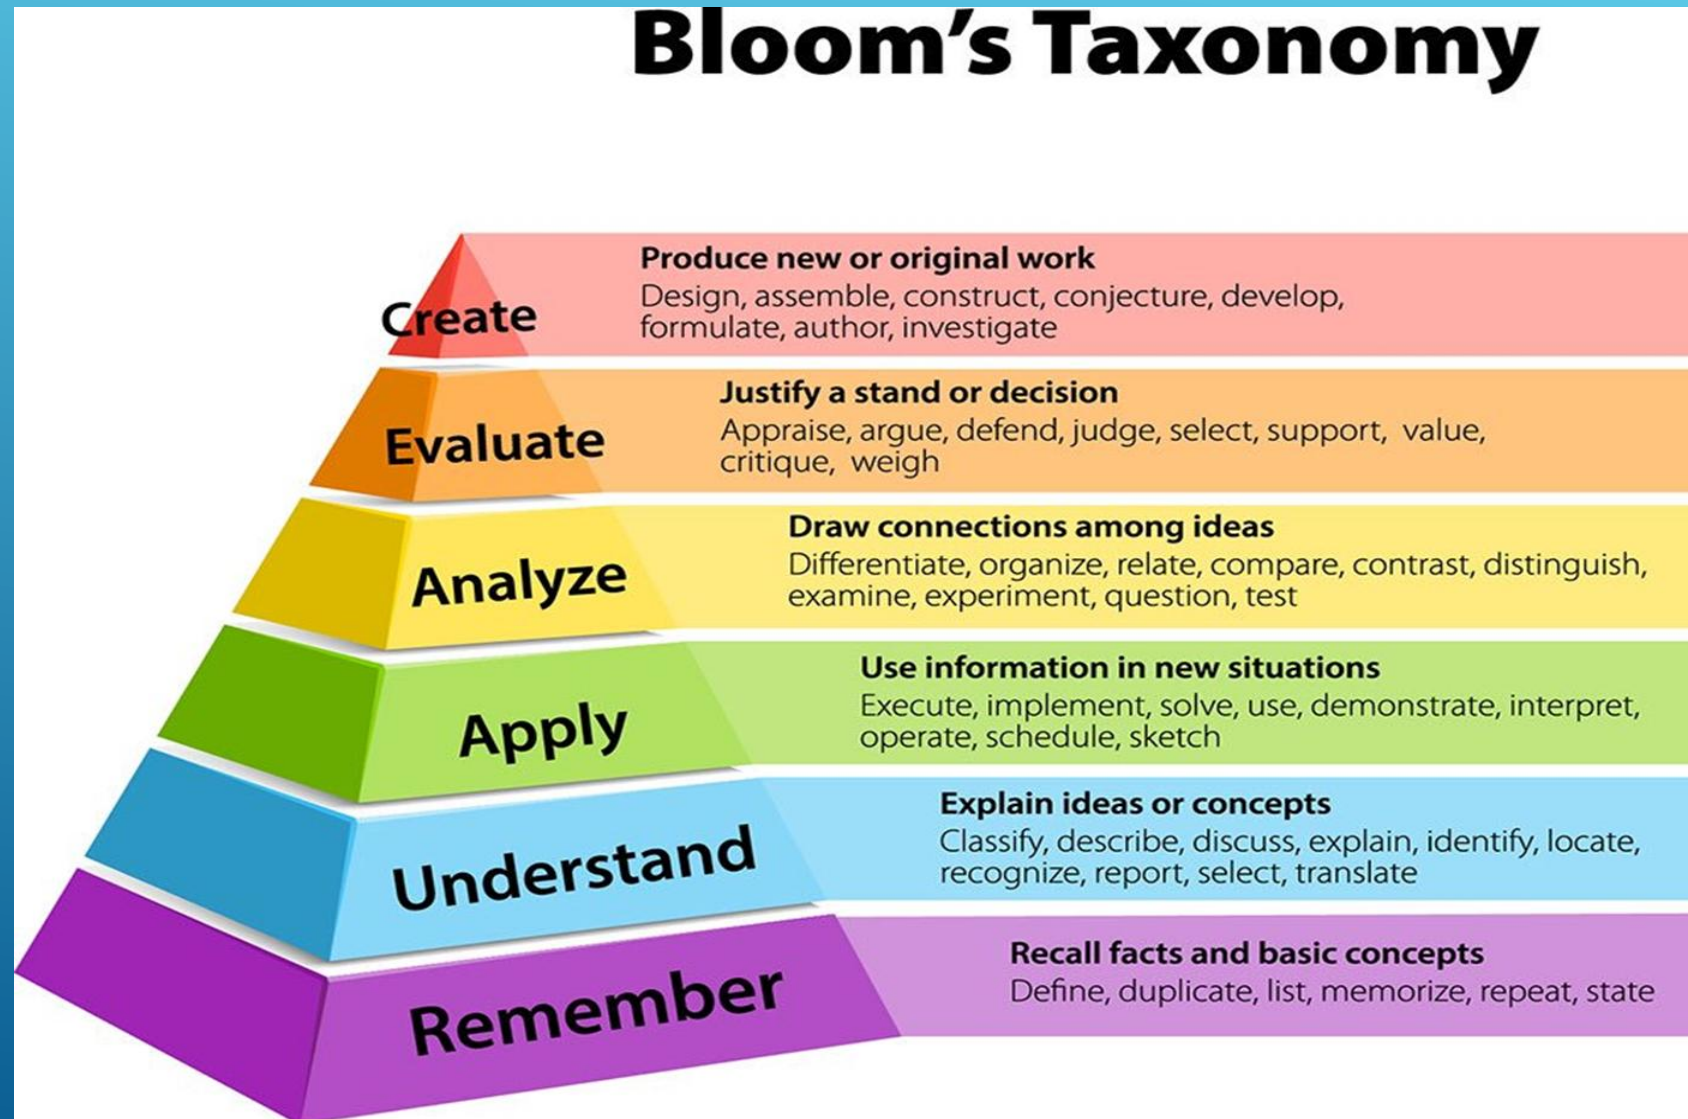 Bloom's Taxonomy
Create
Produce new or original work
Design, assemble, construct, conjecture, develop,
formulate, author, investigate
Evaluate
Justify a stand or decision
Appraise, argue, defend, judge, select, support, value,
critique, weigh
Analyze
Draw connections among ideas
Differentiate, organize, relate, compare, contrast, distinguish,
examine, experiment, question, test
Apply
Use information in new situations
Execute, implement, solve, use, demonstrate, interpret,
operate, schedule, sketch
Understand
Explain ideas or concepts
Classify, describe, discuss, explain, identify, locate,
recognize, report, select, translate
Remember
Recall facts and basic concepts
Define, duplicate, list, memorize, repeat, state